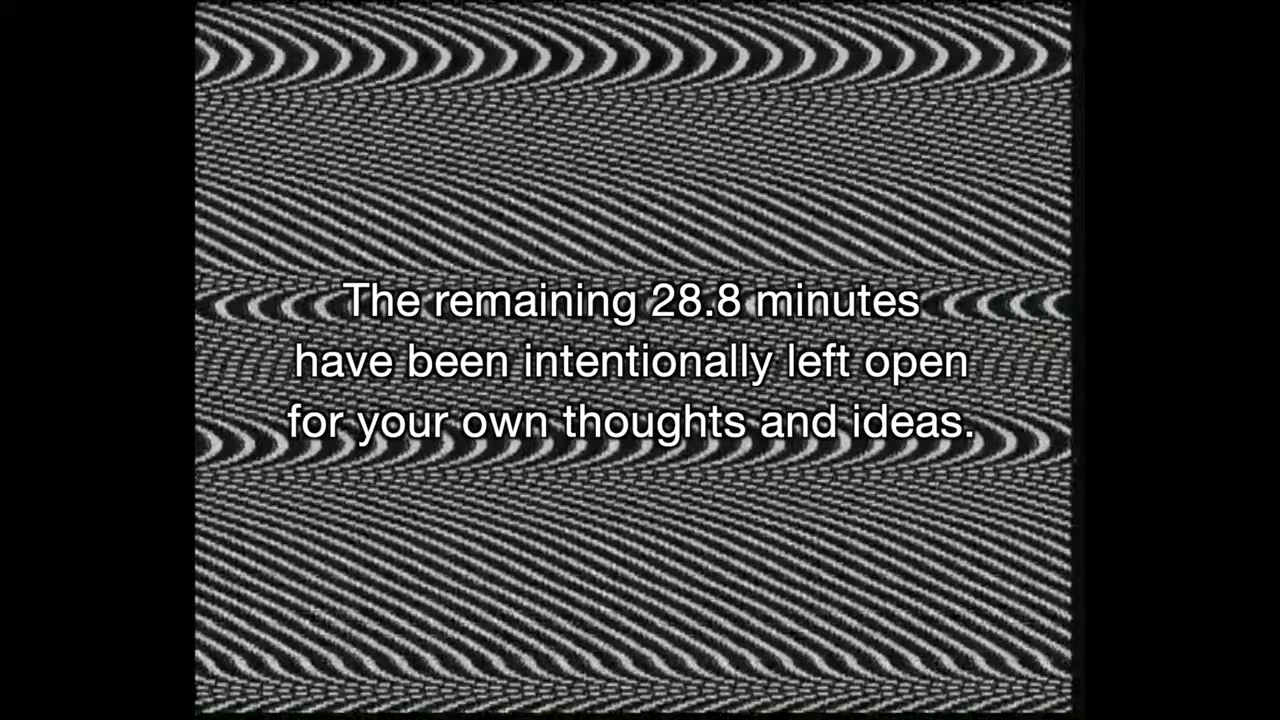 The remaining 28.8 minutes
have been intentionally left open
for your own thoughts and ideas.